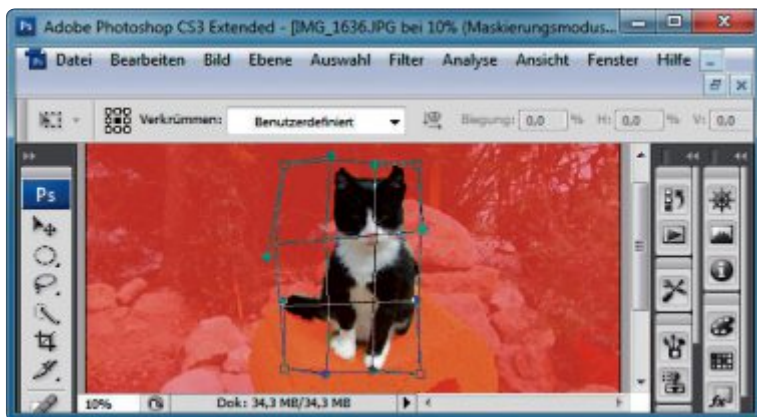 Ps Adobe Photoshop CS3 Extended - [IMG_1636.JPG bei 10% (Maskierungsmodus...
Datei Bearbeiten Bild Ebene Auswahl Filter Analyse Ansicht Fenster Hilfe
Verkrümmen: Benutzerdefiniert Biegung: 0,0 % H: 0,0 % V: 0,0
Ps
10% Dok: 34,3 MB/34,3 MB